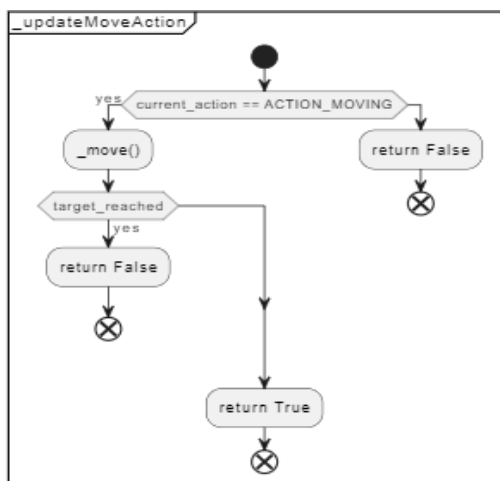 _updateMoveAction
yes
current_action == ACTION_MOVING
_move()
return False
target_reached
yes
return False
return True